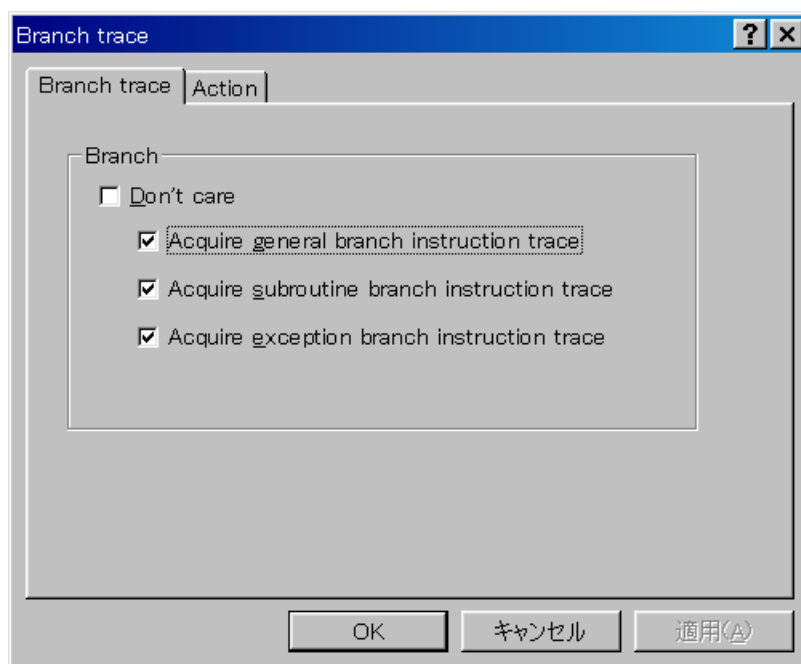 Branch trace
Branch trace Action
Branch
Don't care
Acquire general branch instruction trace
Acquire subroutine branch instruction trace
Acquire exception branch instruction trace
OK キャンセル 適用(A)